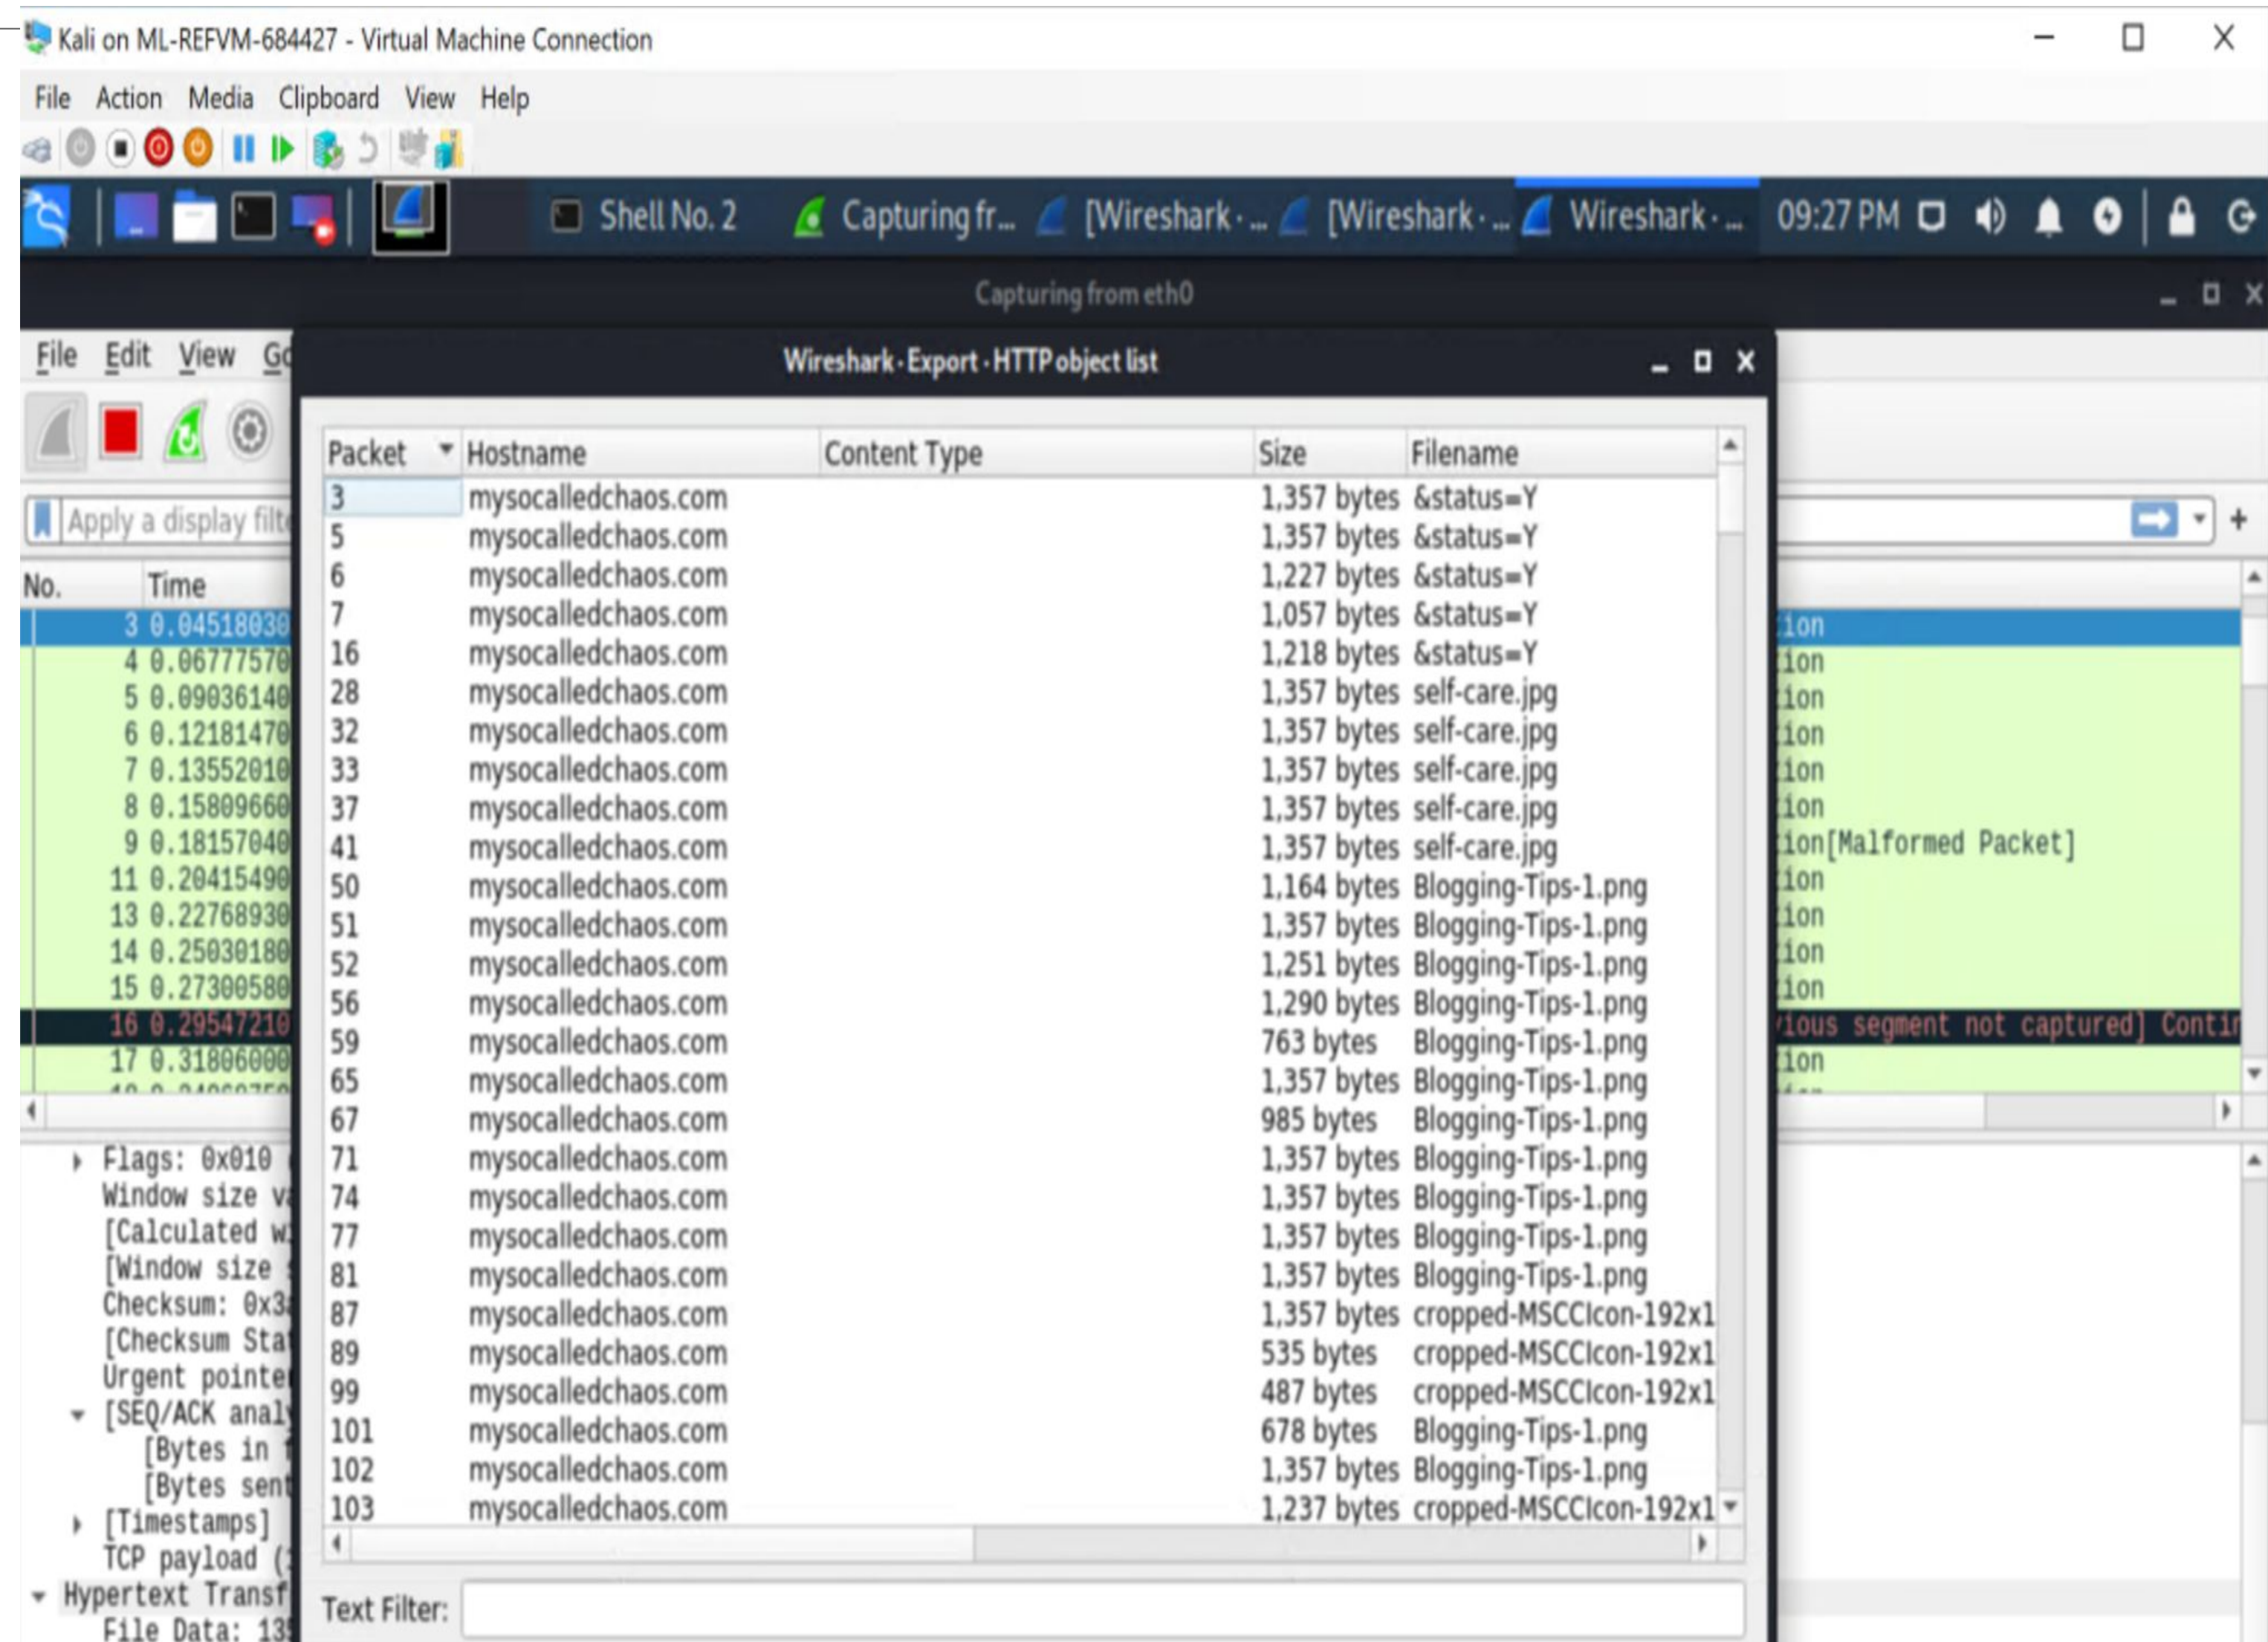 Kali on ML-REFVM-684427 - Virtual Machine Connection
File Action Media Clipboard View Help
Shell No. 2 Capturing fr... [Wireshark · ... [Wireshark · ... Wireshark · ... 09:27 PM
Capturing from eth0
File Edit View Go
Wireshark · Export · HTTP object list
Packet Hostname Content Type Size Filename
3 mysocalledchaos.com 1,357 bytes &status=Y
5 mysocalledchaos.com 1,357 bytes &status=Y
6 mysocalledchaos.com 1,227 bytes &status=Y
7 mysocalledchaos.com 1,057 bytes &status=Y
16 mysocalledchaos.com 1,218 bytes &status=Y
28 mysocalledchaos.com 1,357 bytes self-care.jpg
32 mysocalledchaos.com 1,357 bytes self-care.jpg
33 mysocalledchaos.com 1,357 bytes self-care.jpg
37 mysocalledchaos.com 1,357 bytes self-care.jpg
41 mysocalledchaos.com 1,357 bytes self-care.jpg
50 mysocalledchaos.com 1,164 bytes Blogging-Tips-1.png
51 mysocalledchaos.com 1,357 bytes Blogging-Tips-1.png
52 mysocalledchaos.com 1,251 bytes Blogging-Tips-1.png
56 mysocalledchaos.com 1,290 bytes Blogging-Tips-1.png
59 mysocalledchaos.com 763 bytes Blogging-Tips-1.png
65 mysocalledchaos.com 1,357 bytes Blogging-Tips-1.png
67 mysocalledchaos.com 985 bytes Blogging-Tips-1.png
71 mysocalledchaos.com 1,357 bytes Blogging-Tips-1.png
74 mysocalledchaos.com 1,357 bytes Blogging-Tips-1.png
77 mysocalledchaos.com 1,357 bytes Blogging-Tips-1.png
81 mysocalledchaos.com 1,357 bytes Blogging-Tips-1.png
87 mysocalledchaos.com 1,357 bytes cropped-MSCCIcon-192x1
89 mysocalledchaos.com 535 bytes cropped-MSCCIcon-192x1
99 mysocalledchaos.com 487 bytes cropped-MSCCIcon-192x1
101 mysocalledchaos.com 678 bytes Blogging-Tips-1.png
102 mysocalledchaos.com 1,357 bytes Blogging-Tips-1.png
103 mysocalledchaos.com 1,237 bytes cropped-MSCCIcon-192x1
Text Filter:
Apply a display filte
+
No. Time
3 0.04518030 ion
4 0.06777570 ion
5 0.09036140 ion
6 0.12181470 ion
7 0.13552010 ion
8 0.15809660 ion
9 0.18157040 ion[Malformed Packet]
11 0.20415490 ion
13 0.22768930 ion
14 0.25030180 ion
15 0.27300580 ion
16 0.29547210 vious segment not captured] Contin
17 0.31806000 ion
Flags: 0x010
Window size va
[Calculated wi
[Window size s
Checksum: 0x3a
[Checksum Stat
Urgent pointer
[SEQ/ACK analy
[Bytes in f
[Bytes sent
[Timestamps]
TCP payload (1
Hypertext Transf
File Data: 135